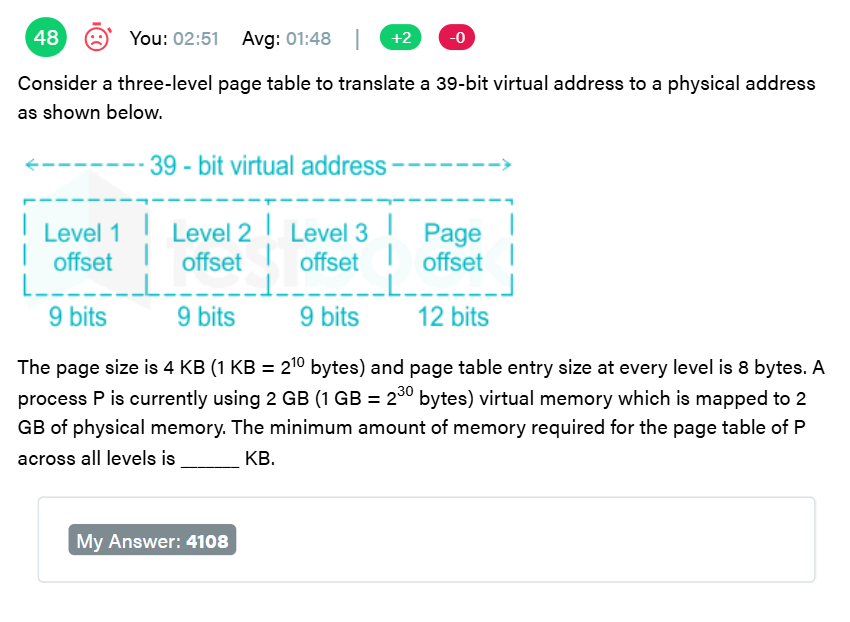 48 You: 02:51 Avg: 01:48 | +2 -0
Consider a three-level page table to translate a 39-bit virtual address to a physical address
as shown below.
39 - bit virtual address
Level 1 Level 2 Level 3 Page
offset offset offset offset
9 bits 9 bits 9 bits 12 bits
The page size is 4 KB (1 KB = 2¹⁰ bytes) and page table entry size at every level is 8 bytes. A
process P is currently using 2 GB (1 GB = 2³⁰ bytes) virtual memory which is mapped to 2
GB of physical memory. The minimum amount of memory required for the page table of P
across all levels is _______ KB.
My Answer: 4108